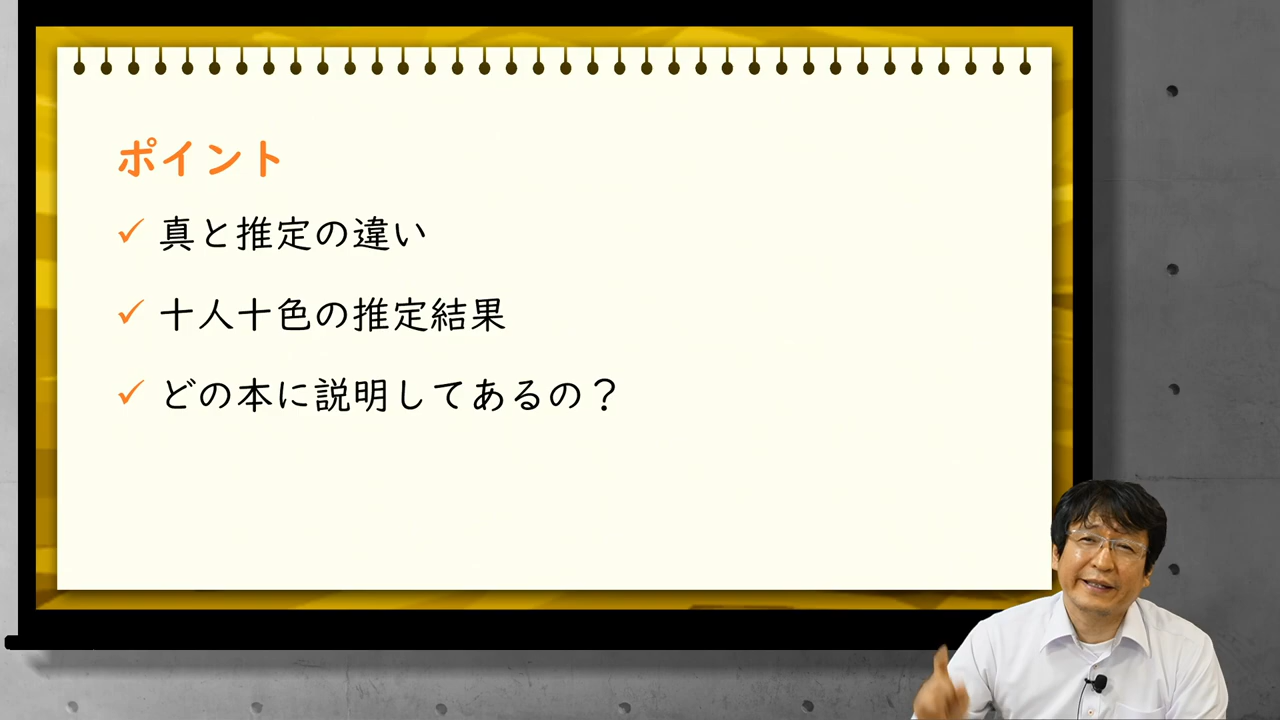 ポイント
✓ 真と推定の違い
✓ 十人十色の推定結果
✓ どの本に説明してあるの？